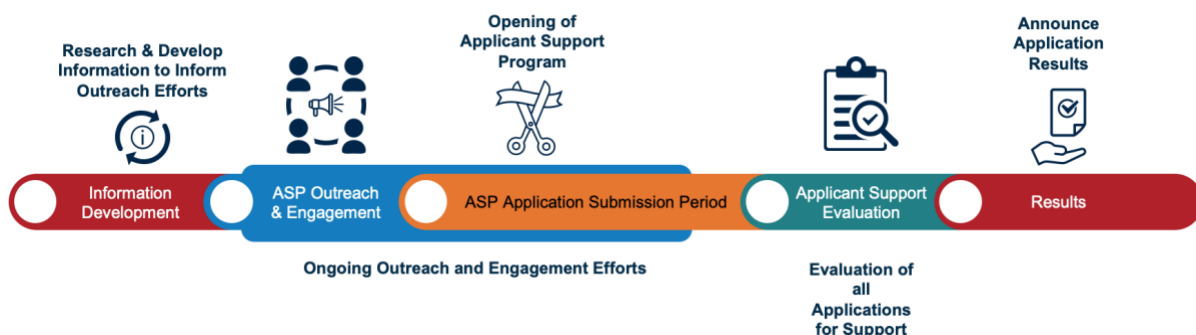 Research & Develop
Information to Inform
Outreach Efforts
Opening of
Applicant Support
Program
Announce
Application
Results
Information
Development
ASP Outreach
& Engagement
ASP Application Submission Period
Applicant Support
Evaluation
Results
Ongoing Outreach and Engagement Efforts
Evaluation of
all
Applications
for Support